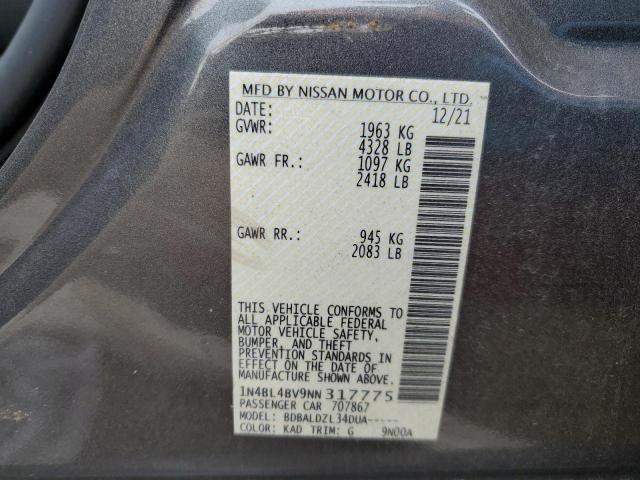 MFD BY NISSAN MOTOR CO., LTD.
DATE: 12/21
GVWR: 1963 KG
4328 LB
GAWR FR.: 1097 KG
2418 LB
GAWR RR.: 945 KG
2083 LB
THIS VEHICLE CONFORMS TO
ALL APPLICABLE FEDERAL
MOTOR VEHICLE SAFETY,
BUMPER, AND THEFT
PREVENTION STANDARDS IN
EFFECT ON THE DATE OF
MANUFACTURE SHOWN ABOVE.
1N4BL4BV9NN317775
PASSENGER CAR 707867
MODEL: BDBALDZL34DUA-----
COLOR: KAD TRIM: G 9N00A